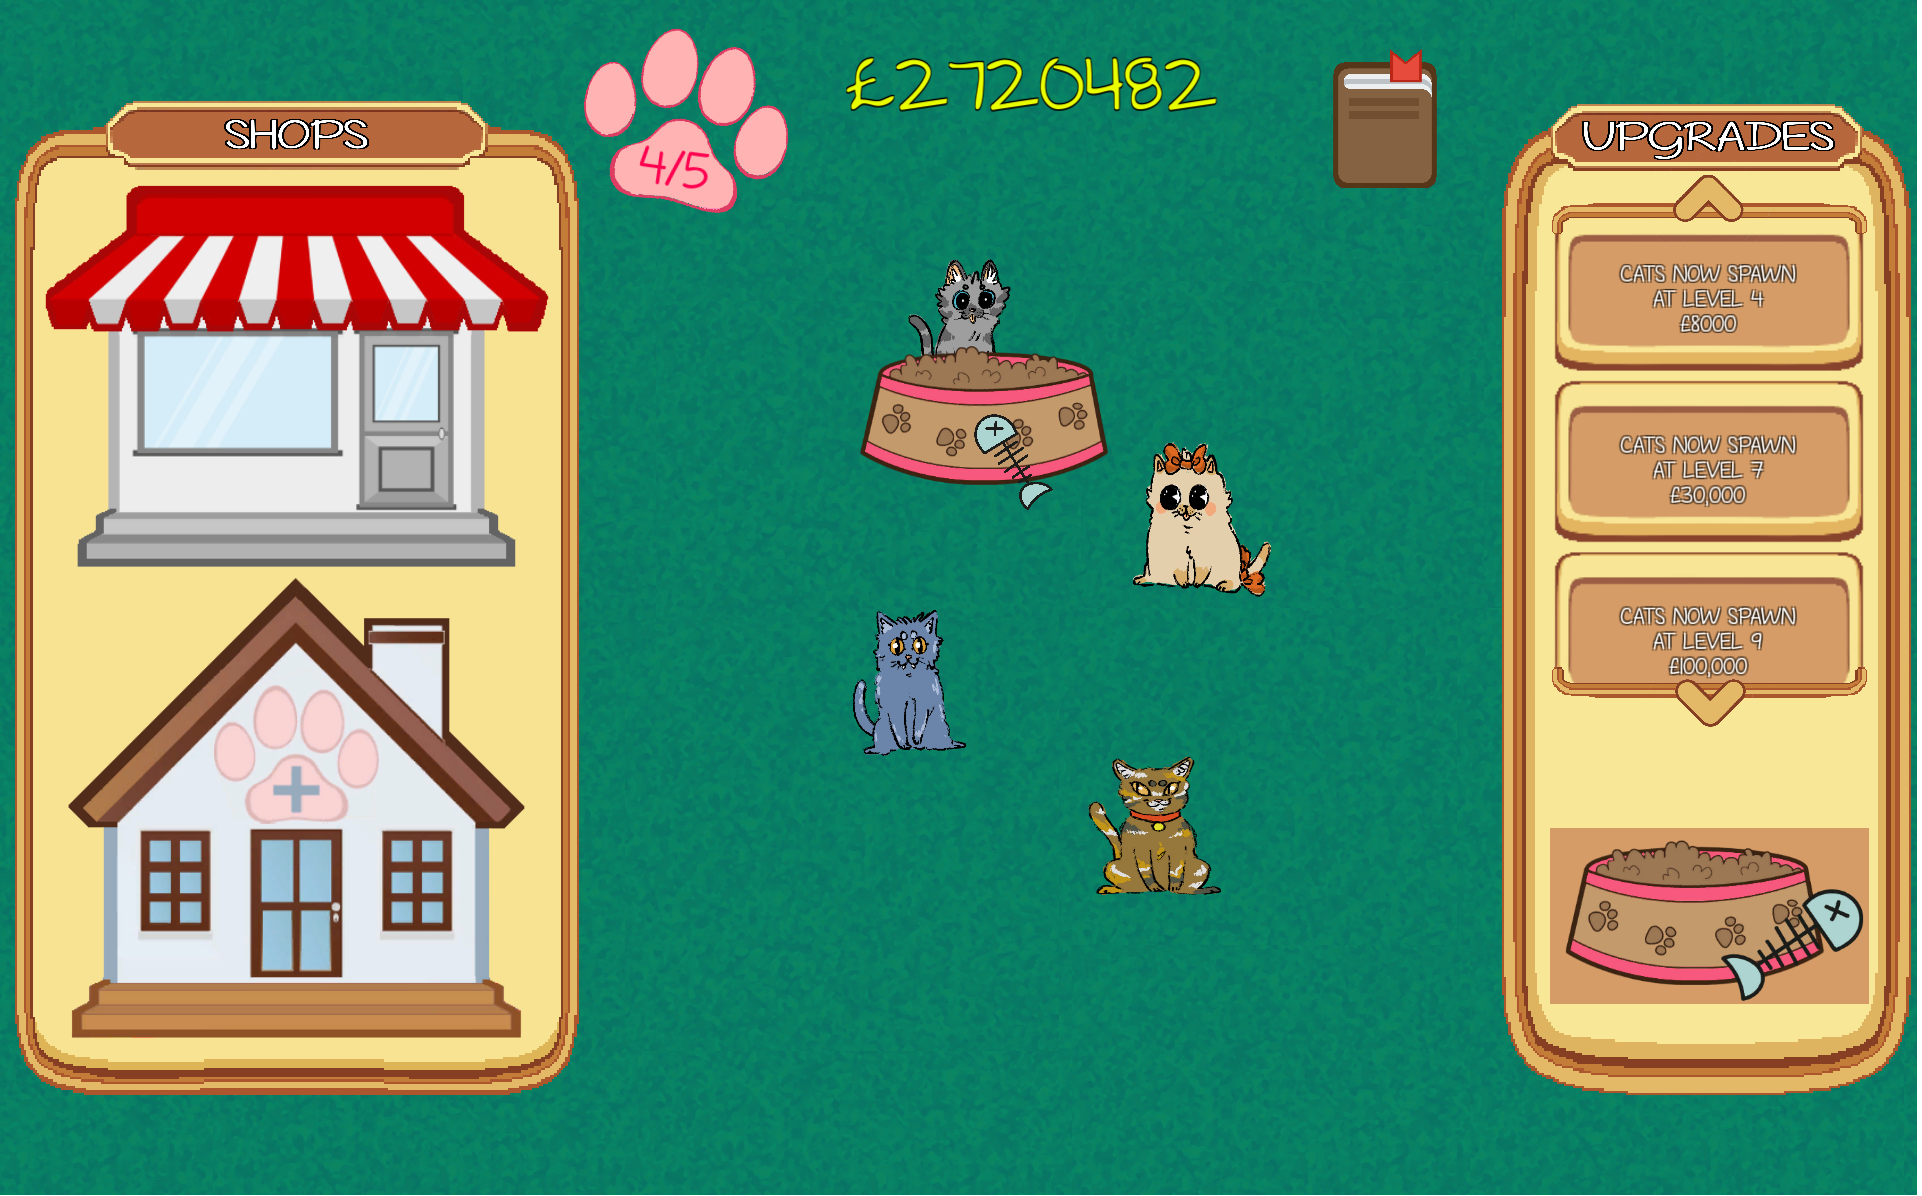 £2720482
SHOPS
4/5
UPGRADES
CATS NOW SPAWN
AT LEVEL 4
£8000
CATS NOW SPAWN
AT LEVEL 7
£30,000
CATS NOW SPAWN
AT LEVEL 9
£100,000